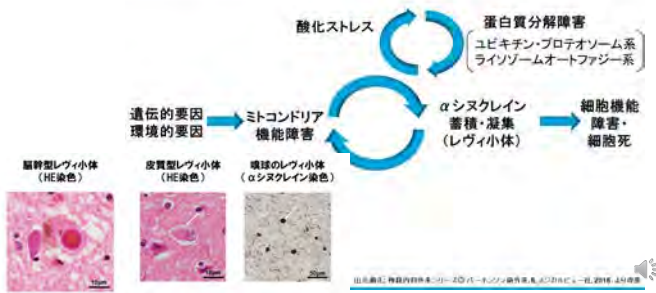 酸化ストレス
蛋白質分解障害
ユビキチン・プロテオソーム系
ライソゾームオートファジー系
遺伝的要因
環境的要因
ミトコンドリア
機能障害
αシヌクレイン
蓄積・凝集
(レヴィ小体)
細胞機能
障害・
細胞死
脳幹型レヴィ小体
(HE染色)
皮質型レヴィ小体
(HE染色)
嗅球のレヴィ小体
(αシヌクレイン染色)
10μm
10μm
50μm